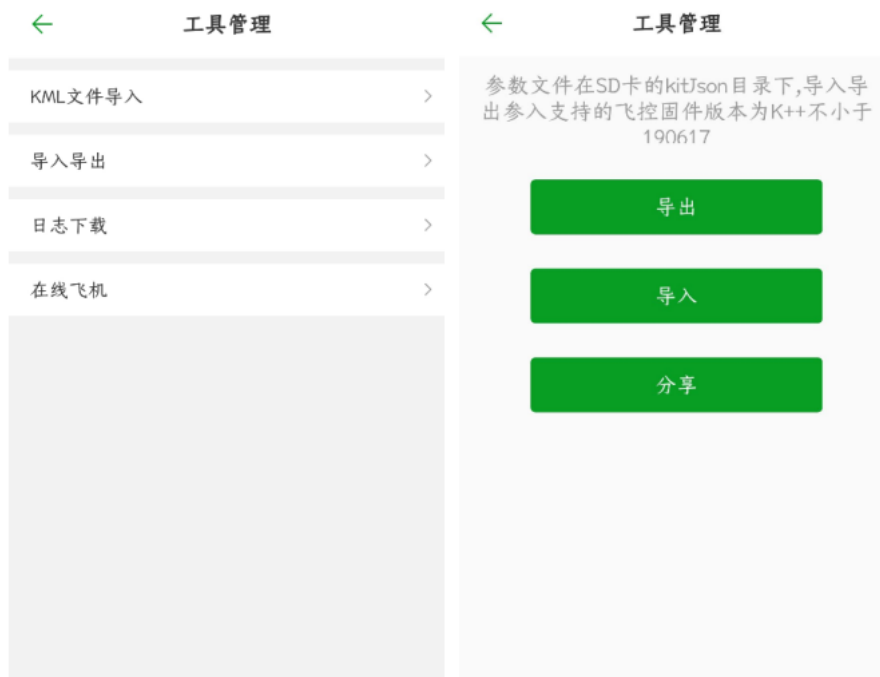 工具管理
KML文件导入
导入导出
日志下载
在线飞机
工具管理
参数文件在SD卡的kitJson目录下,导入导
出参入支持的飞控固件版本为K++不小于
190617
导出
导入
分享